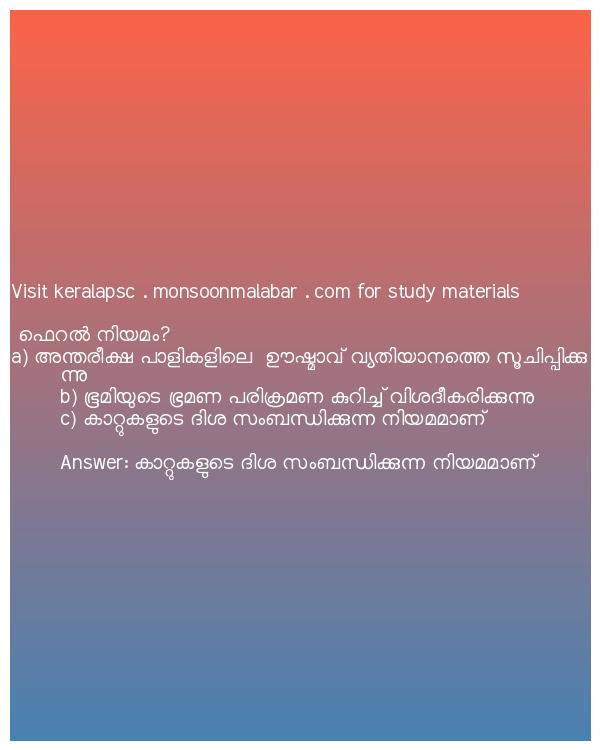 Visit keralapsc . monsoonmalabar . com for study materials
ഫെറൽ നിയമം?
a) അന്തരീക്ഷ പാളികളിലെ ഊഷ്മാവ് വ്യതിയാനത്തെ സൂചിപ്പിക്കു
ന്നു
b) ഭൂമിയുടെ ഭ്രമണ പരിക്രമണ കുറിച്ച് വിശദീകരിക്കുന്നു
c) കാറ്റുകളുടെ ദിശ സംബന്ധിക്കുന്ന നിയമമാണ്
Answer: കാറ്റുകളുടെ ദിശ സംബന്ധിക്കുന്ന നിയമമാണ്